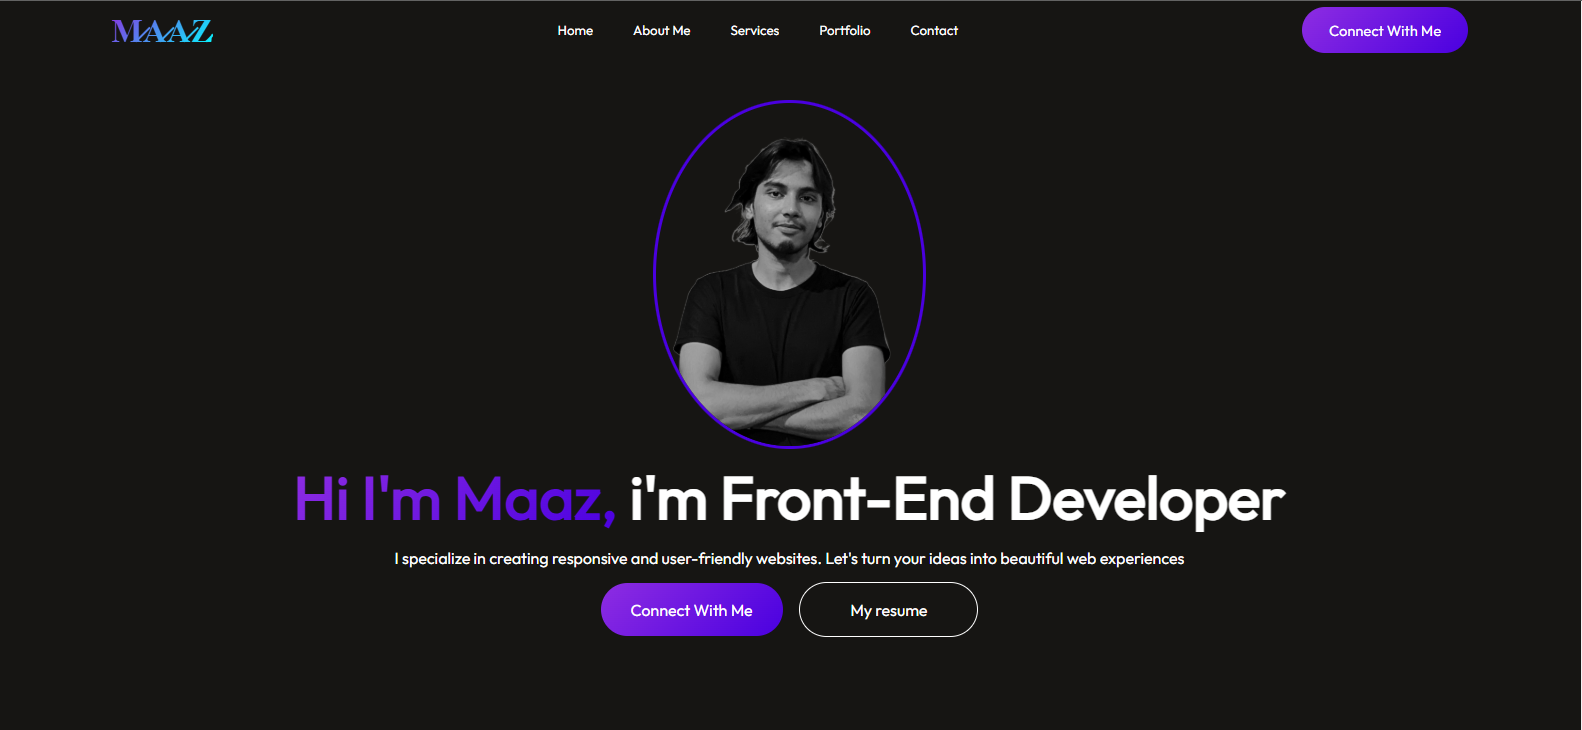 MAAZ
Home
About Me
Services
Portfolio
Contact
Connect With Me
Hi I'm Maaz, i'm Front-End Developer
I specialize in creating responsive and user-friendly websites. Let's turn your ideas into beautiful web experiences
Connect With Me
My resume